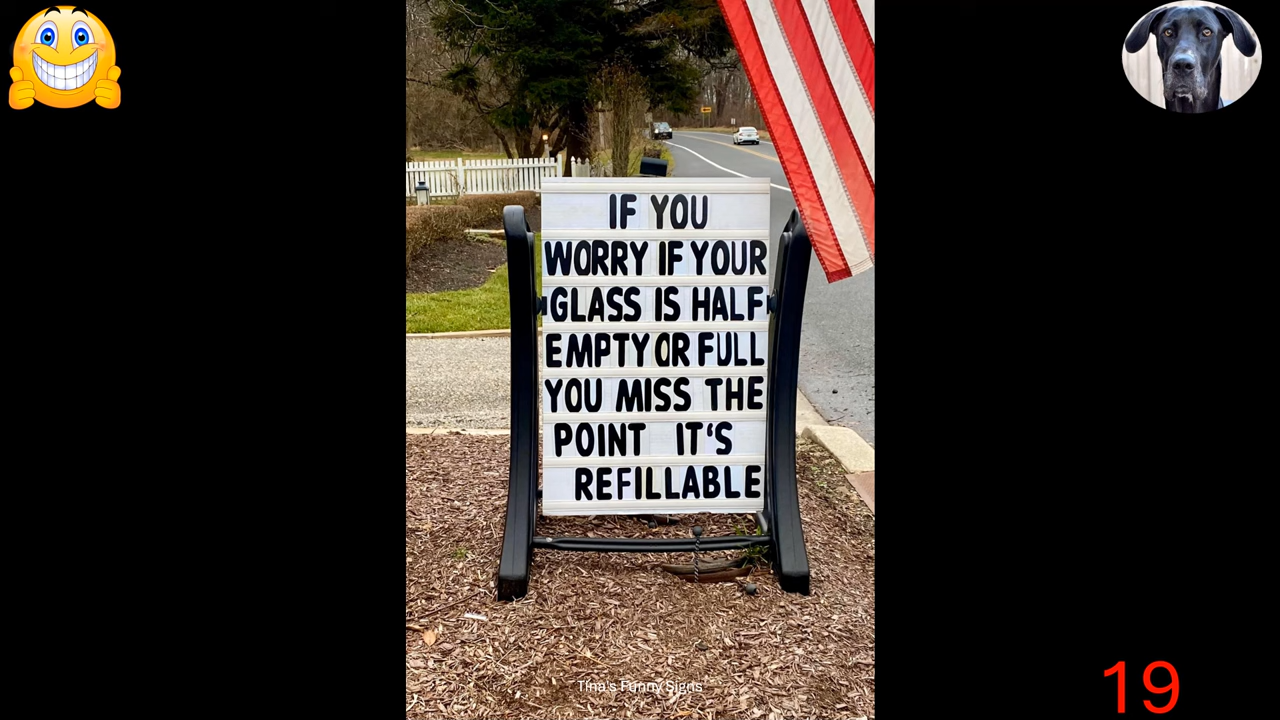 IF YOU
WORRY IF YOUR
GLASS IS HALF
EMPTY OR FULL
YOU MISS THE
POINT IT'S
REFILLABLE
Tina's Funny Signs
19